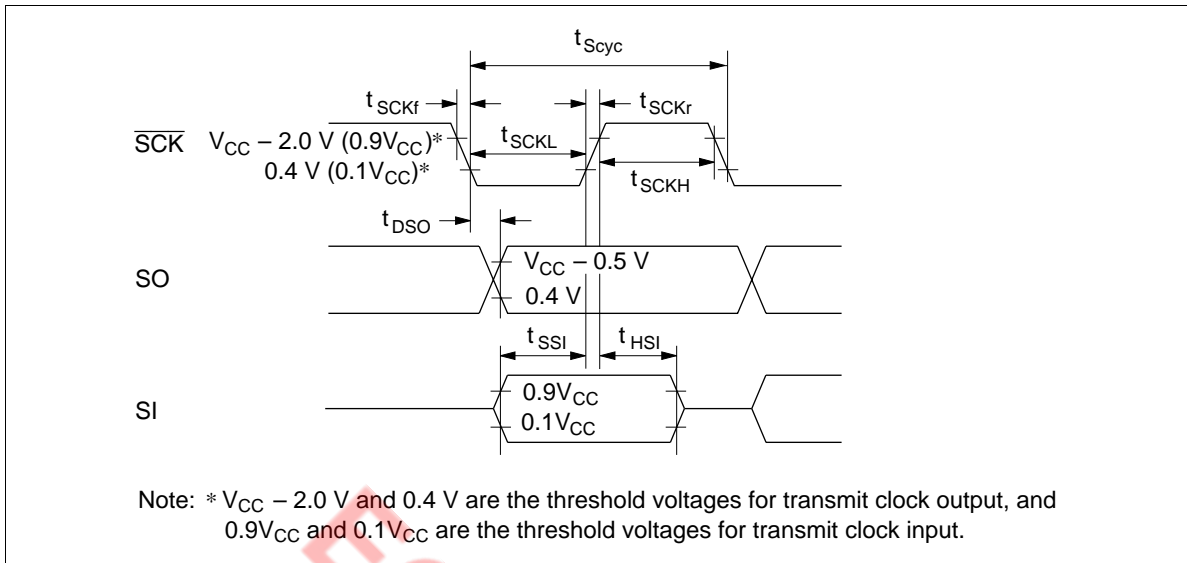 tScyc
tSCKf
tSCKr
SCK VCC – 2.0 V (0.9VCC)*
tSCKL
0.4 V (0.1VCC)*
tSCKH
tDSO
SO
VCC – 0.5 V
0.4 V
tSSI
tHSI
SI
0.9VCC
0.1VCC
Note: * VCC – 2.0 V and 0.4 V are the threshold voltages for transmit clock output, and
0.9VCC and 0.1VCC are the threshold voltages for transmit clock input.